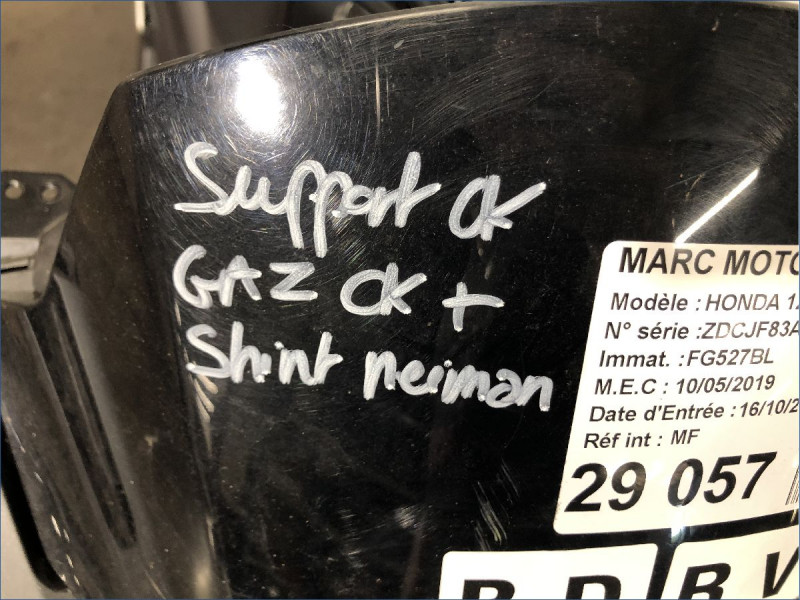 Support OK
GAZ OK +
Shint neiman
MARC MOTO
Modèle : HONDA 1
N° série : ZDCJF83A
Immat. : FG527BL
M.E.C : 10/05/2019
Date d'Entrée : 16/10/2
Réf int : MF
29 057